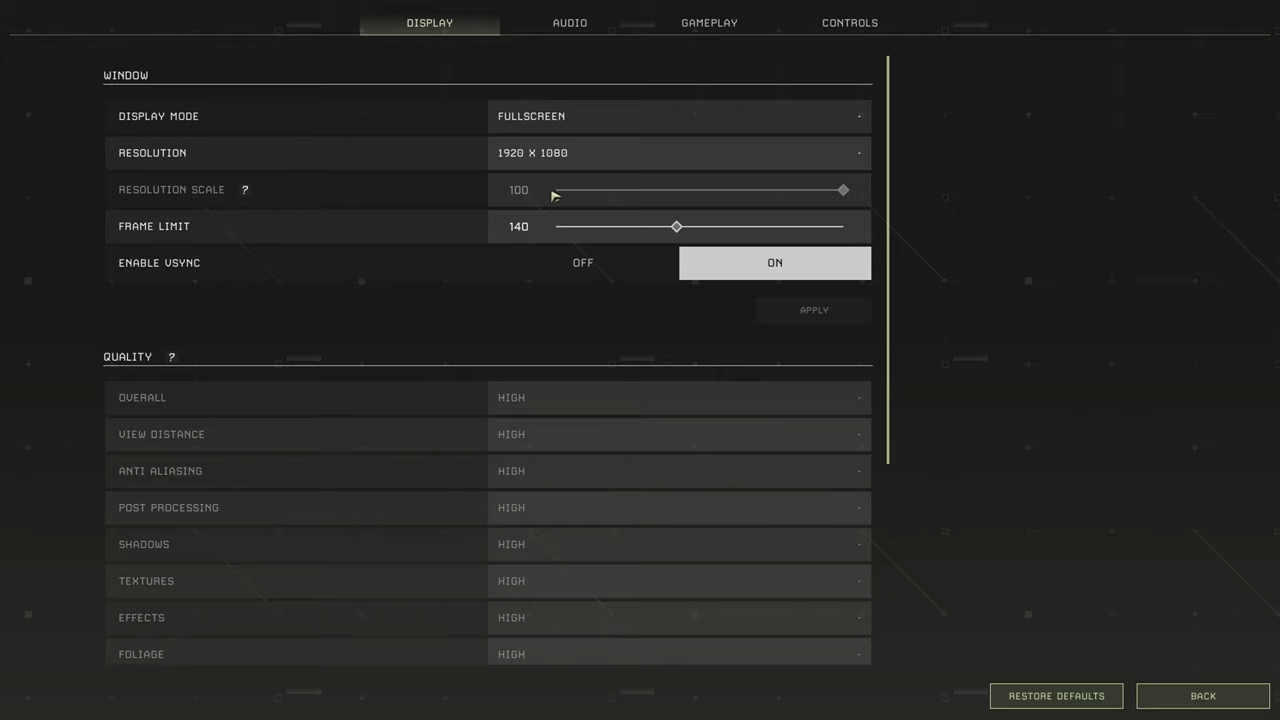 DISPLAY AUDIO GAMEPLAY CONTROLS
WINDOW
DISPLAY MODE FULLSCREEN
RESOLUTION 1920 X 1080
RESOLUTION SCALE ? 100
FRAME LIMIT 140
ENABLE VSYNC OFF ON
APPLY
QUALITY ?
OVERALL HIGH
VIEW DISTANCE HIGH
ANTI ALIASING HIGH
POST PROCESSING HIGH
SHADOWS HIGH
TEXTURES HIGH
EFFECTS HIGH
FOLIAGE HIGH
RESTORE DEFAULTS BACK